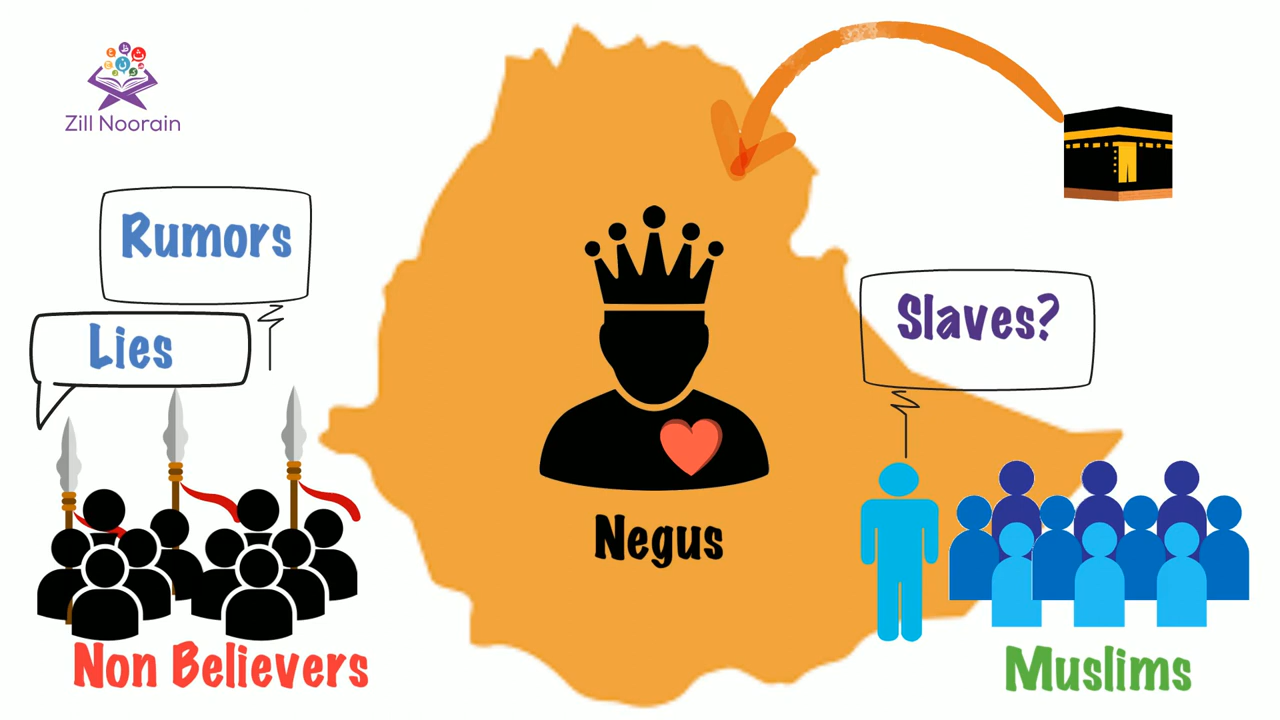 Zill Noorain
Rumors
Lies
Slaves?
Negus
Non Believers
Muslims